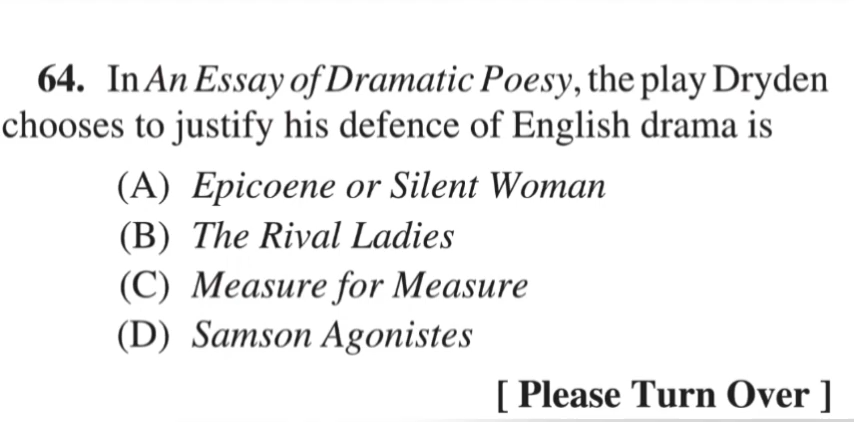 64. In An Essay of Dramatic Poesy, the play Dryden
chooses to justify his defence of English drama is
(A) Epicoene or Silent Woman
(B) The Rival Ladies
(C) Measure for Measure
(D) Samson Agonistes
[ Please Turn Over ]